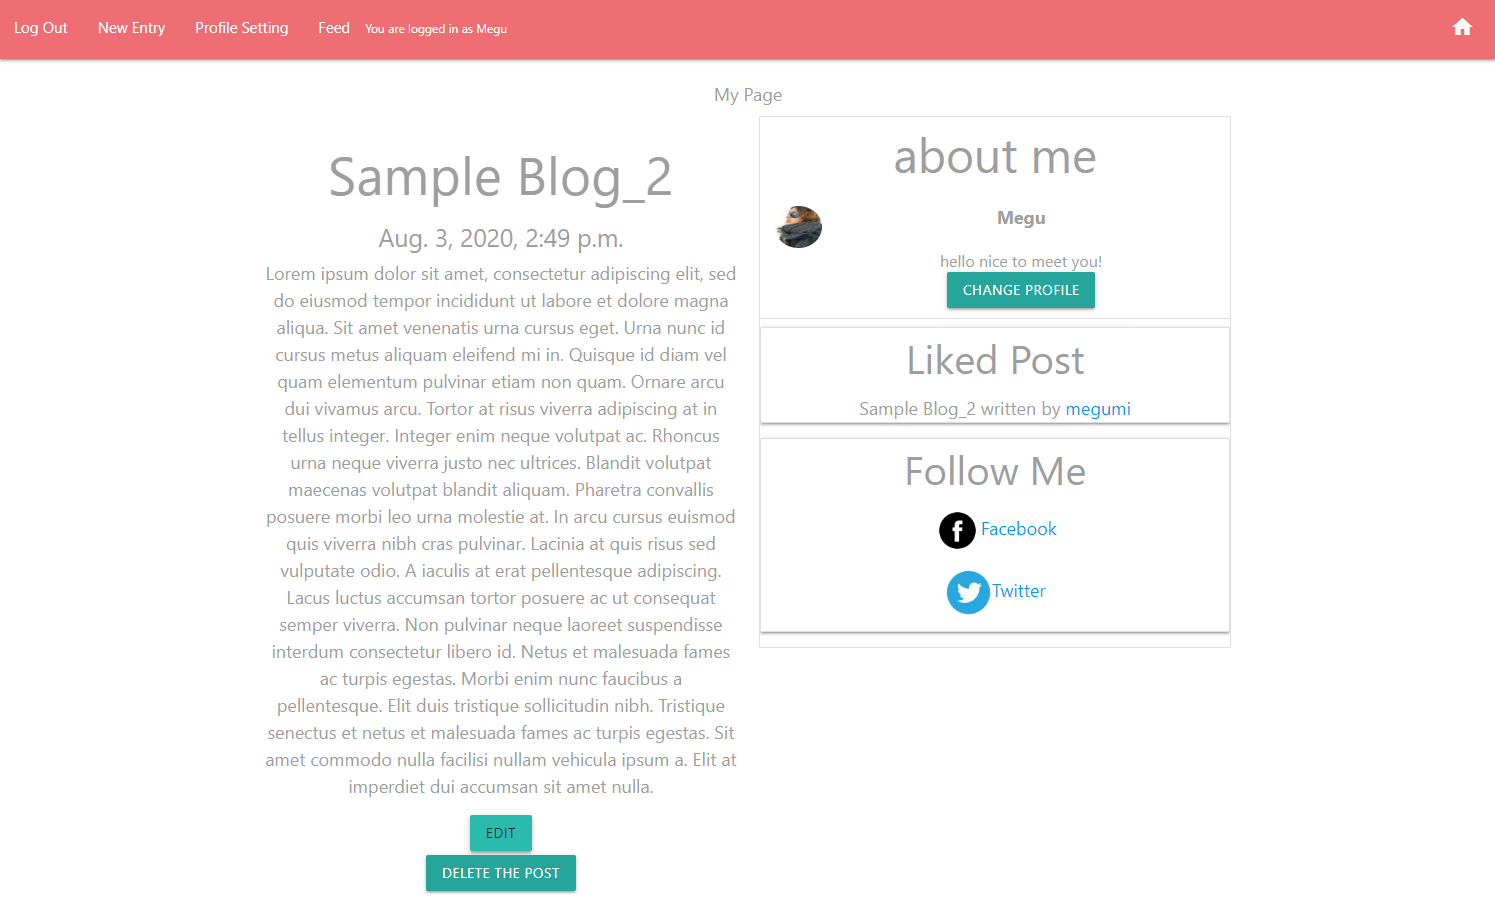 Log Out New Entry Profile Setting Feed You are logged in as Megu
My Page
Sample Blog_2
Aug. 3, 2020, 2:49 p.m.
Lorem ipsum dolor sit amet, consectetur adipiscing elit, sed
do eiusmod tempor incididunt ut labore et dolore magna
aliqua. Sit amet venenatis urna cursus eget. Urna nunc id
cursus metus aliquam eleifend mi in. Quisque id diam vel
quam elementum pulvinar etiam non quam. Ornare arcu
dui vivamus arcu. Tortor at risus viverra adipiscing at in
tellus integer. Integer enim neque volutpat ac. Rhoncus
urna neque viverra justo nec ultrices. Blandit volutpat
maecenas volutpat blandit aliquam. Pharetra convallis
posuere morbi leo urna molestie at. In arcu cursus euismod
quis viverra nibh cras pulvinar. Lacinia at quis risus sed
vulputate odio. A iaculis at erat pellentesque adipiscing.
Lacus luctus accumsan tortor posuere ac ut consequat
semper viverra. Non pulvinar neque laoreet suspendisse
interdum consectetur libero id. Netus et malesuada fames
ac turpis egestas. Morbi enim nunc faucibus a
pellentesque. Elit duis tristique sollicitudin nibh. Tristique
senectus et netus et malesuada fames ac turpis egestas. Sit
amet commodo nulla facilisi nullam vehicula ipsum a. Elit at
imperdiet dui accumsan sit amet nulla.
EDIT
DELETE THE POST
about me
Megu
hello nice to meet you!
CHANGE PROFILE
Liked Post
Sample Blog_2 written by megumi
Follow Me
Facebook
Twitter